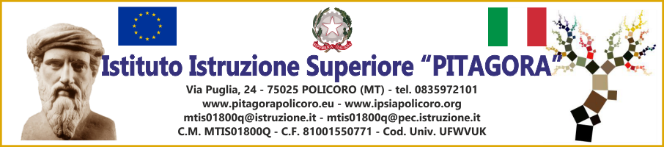 Istituto Istruzione Superiore “PITAGORA”
Via Puglia, 24 - 75025 POLICORO (MT) - tel. 0835972101
www.pitagorapolicoro.eu - www.ipsiapolicoro.org
mtis01800q@istruzione.it - mtis01800q@pec.istruzione.it
C.M. MTIS01800Q - C.F. 81001550771 - Cod. Univ. UFWVUK